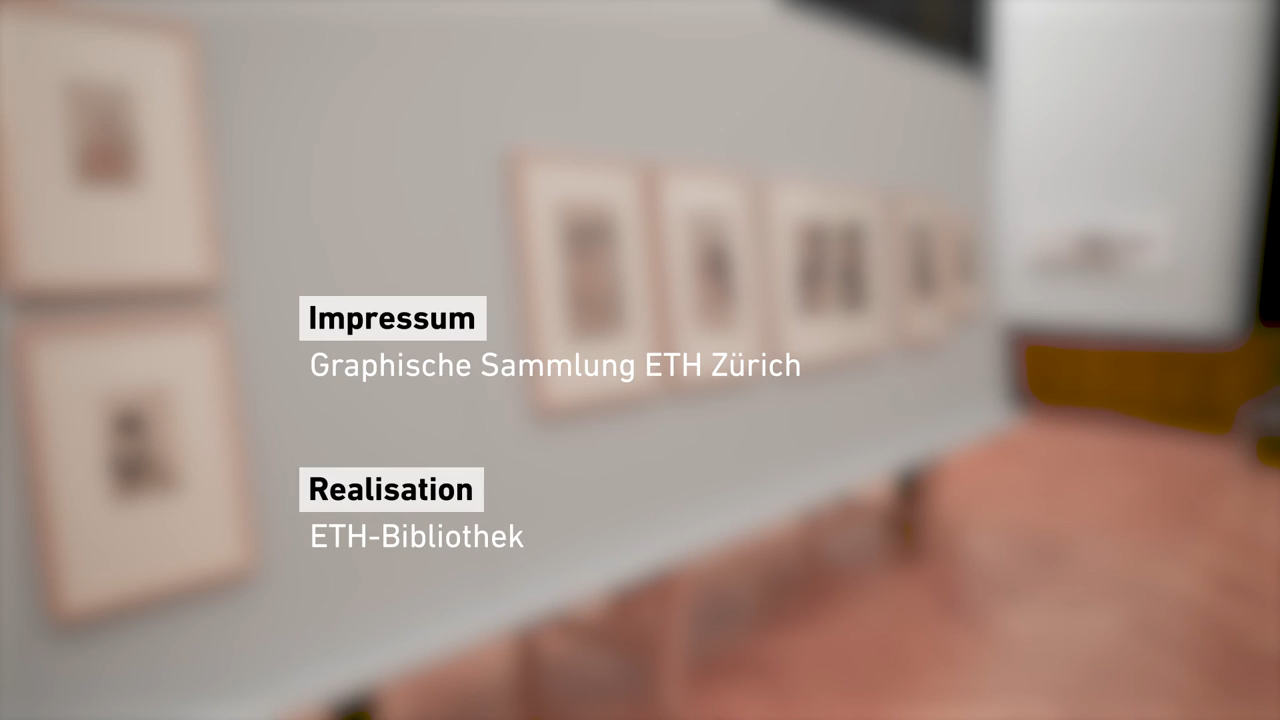 Impressum
Graphische Sammlung ETH Zürich
Realisation
ETH-Bibliothek